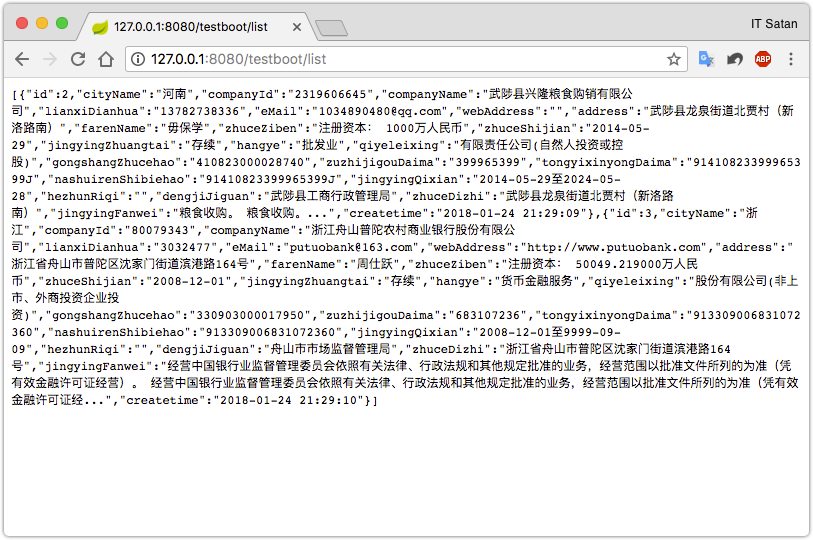 127.0.0.1:8080/testboot/list
IT Satan
127.0.0.1:8080/testboot/list
ABP
[{"id":2,"cityName":"河南","companyId":"2319606645","companyName":"武陟县兴隆粮食购销有限公
司","lianxiDianhua":"13782738336","eMail":"1034890480@qq.com","webAddress":"","address":"武陟县龙泉街道北贾村（新
洛路南）","farenName":"毋保学","zhuceZiben":"注册资本： 1000万人民币","zhuceShijian":"2014-05-
29","jingyingZhuangtai":"存续","hangye":"批发业","qiyeleixing":"有限责任公司(自然人投资或控
股)","gongshangZhucehao":"410823000028740","zuzhijigouDaima":"399965399","tongyixinyongDaima":"91410823399965
399J","nashuirenShibiehao":"91410823399965399J","jingyingQixian":"2014-05-29至2024-05-
28","hezhunRiqi":"","dengjiJiguan":"武陟县工商行政管理局","zhuceDizhi":"武陟县龙泉街道北贾村（新洛路
南）","jingyingFanwei":"粮食收购。 粮食收购。...","createtime":"2018-01-24 21:29:09"},{"id":3,"cityName":"浙
江","companyId":"80079343","companyName":"浙江舟山普陀农村商业银行股份有限公
司","lianxiDianhua":"3032477","eMail":"putuobank@163.com","webAddress":"http://www.putuobank.com","address":"
浙江省舟山市普陀区沈家门街道滨港路164号","farenName":"周仕跃","zhuceZiben":"注册资本： 50049.219000万人民
币","zhuceShijian":"2008-12-01","jingyingZhuangtai":"存续","hangye":"货币金融服务","qiyeleixing":"股份有限公司(非上
市、外商投资企业投
资)","gongshangZhucehao":"330903000017950","zuzhijigouDaima":"683107236","tongyixinyongDaima":"913309006831072
360","nashuirenShibiehao":"913309006831072360","jingyingQixian":"2008-12-01至9999-09-
09","hezhunRiqi":"","dengjiJiguan":"舟山市市场监督管理局","zhuceDizhi":"浙江省舟山市普陀区沈家门街道滨港路164
号","jingyingFanwei":"经营中国银行业监督管理委员会依照有关法律、行政法规和其他规定批准的业务，经营范围以批准文件所列的为准（凭
有效金融许可证经营）。 经营中国银行业监督管理委员会依照有关法律、行政法规和其他规定批准的业务，经营范围以批准文件所列的为准（凭有效
金融许可证经...","createtime":"2018-01-24 21:29:10"}]